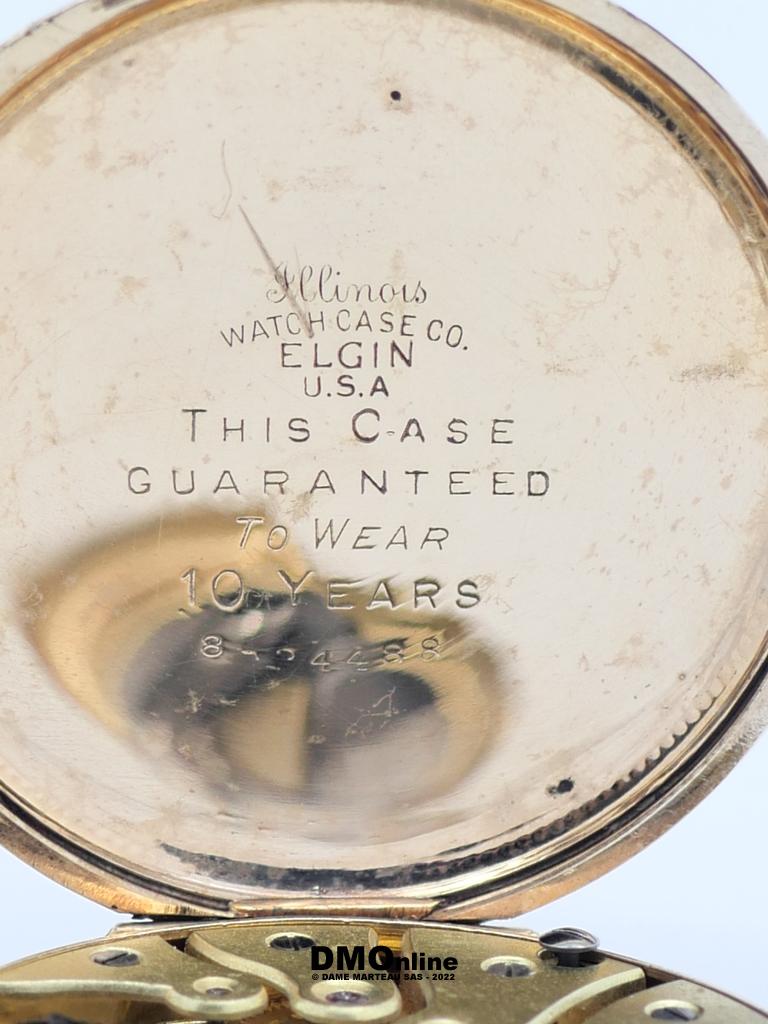 Illinois
WATCH CASE CO.
ELGIN
U.S.A
THIS CASE
GUARANTEED
TO WEAR
10 YEARS
DMOnline
© DAME MARTEAU SAS - 2022